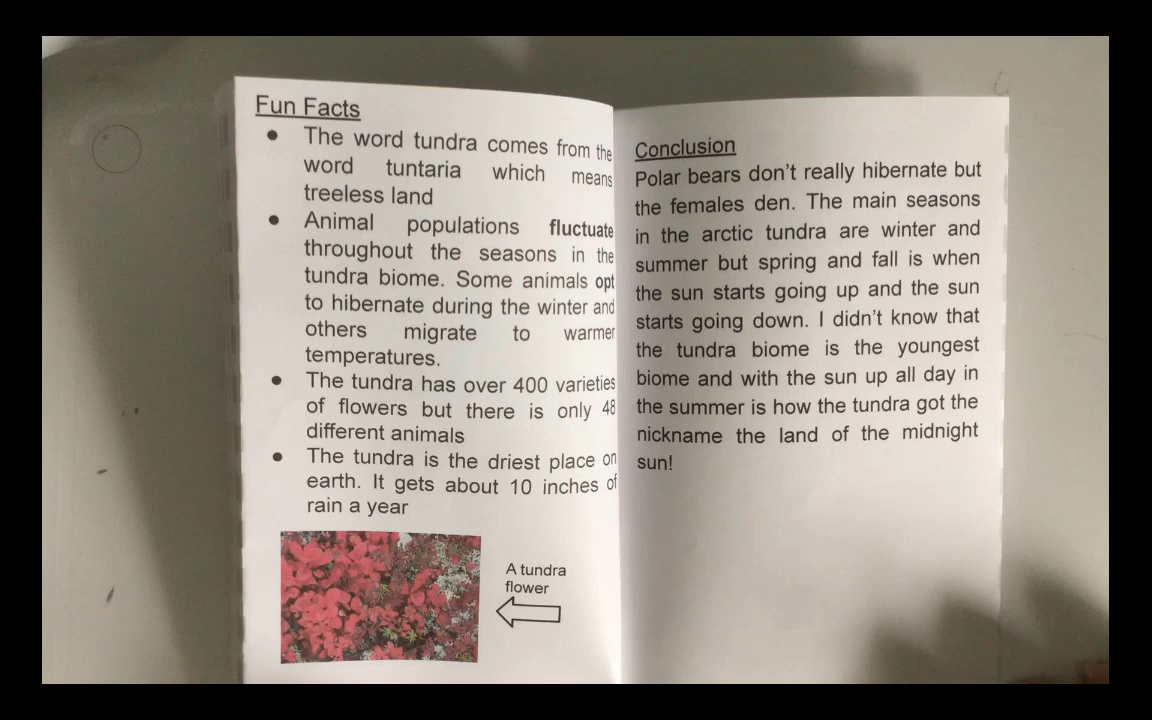 Fun Facts
● The word tundra comes from the
word tuntaria which means
treeless land
● Animal populations fluctuate
throughout the seasons in the
tundra biome. Some animals opt
to hibernate during the winter and
others migrate to warmer
temperatures.
● The tundra has over 400 varieties
of flowers but there is only 48
different animals
● The tundra is the driest place on
earth. It gets about 10 inches of
rain a year
A tundra
flower
Conclusion
Polar bears don't really hibernate but
the females den. The main seasons
in the arctic tundra are winter and
summer but spring and fall is when
the sun starts going up and the sun
starts going down. I didn't know that
the tundra biome is the youngest
biome and with the sun up all day in
the summer is how the tundra got the
nickname the land of the midnight
sun!